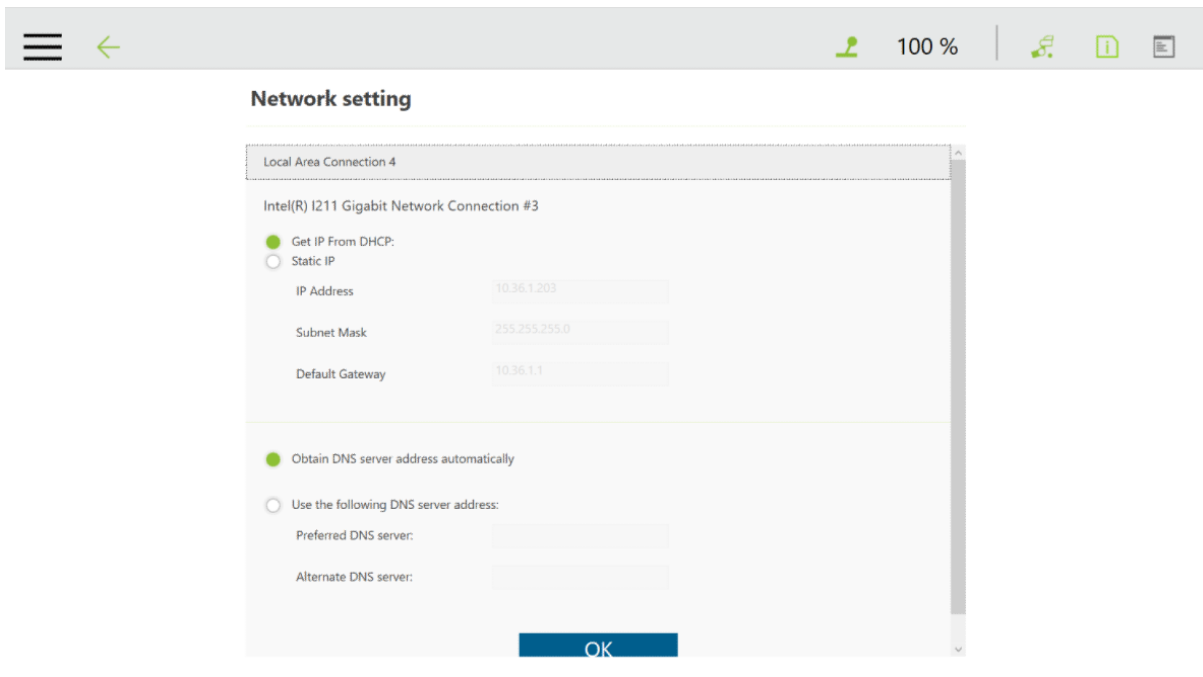 100 %
Network setting
Local Area Connection 4
Intel(R) I211 Gigabit Network Connection #3
Get IP From DHCP:
Static IP
IP Address 10.36.1.203
Subnet Mask 255.255.255.0
Default Gateway 10.36.1.1
Obtain DNS server address automatically
Use the following DNS server address:
Preferred DNS server:
Alternate DNS server:
OK